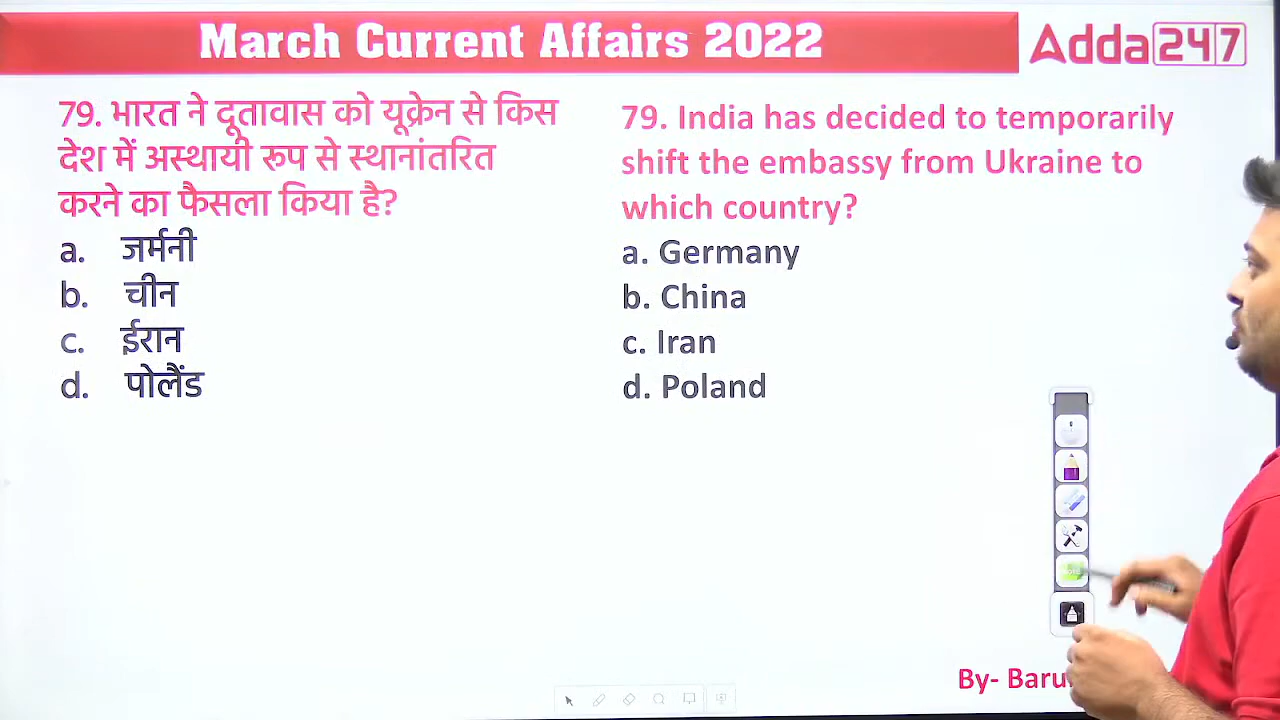 March Current Affairs 2022
Adda247
79. भारत ने दूतावास को यूक्रेन से किस
देश में अस्थायी रूप से स्थानांतरित
करने का फैसला किया है?
a. जर्मनी
b. चीन
c. ईरान
d. पोलैंड
79. India has decided to temporarily
shift the embassy from Ukraine to
which country?
a. Germany
b. China
c. Iran
d. Poland
By-